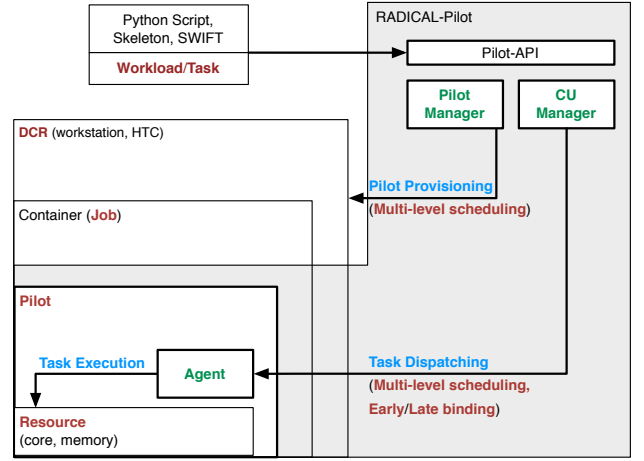 Python Script,
Skeleton, SWIFT
Workload/Task
RADICAL-Pilot
Pilot-API
Pilot
Manager
CU
Manager
DCR (workstation, HTC)
Pilot Provisioning
(Multi-level scheduling)
Container (Job)
Pilot
Task Execution
Agent
Task Dispatching
(Multi-level scheduling,
Early/Late binding)
Resource
(core, memory)